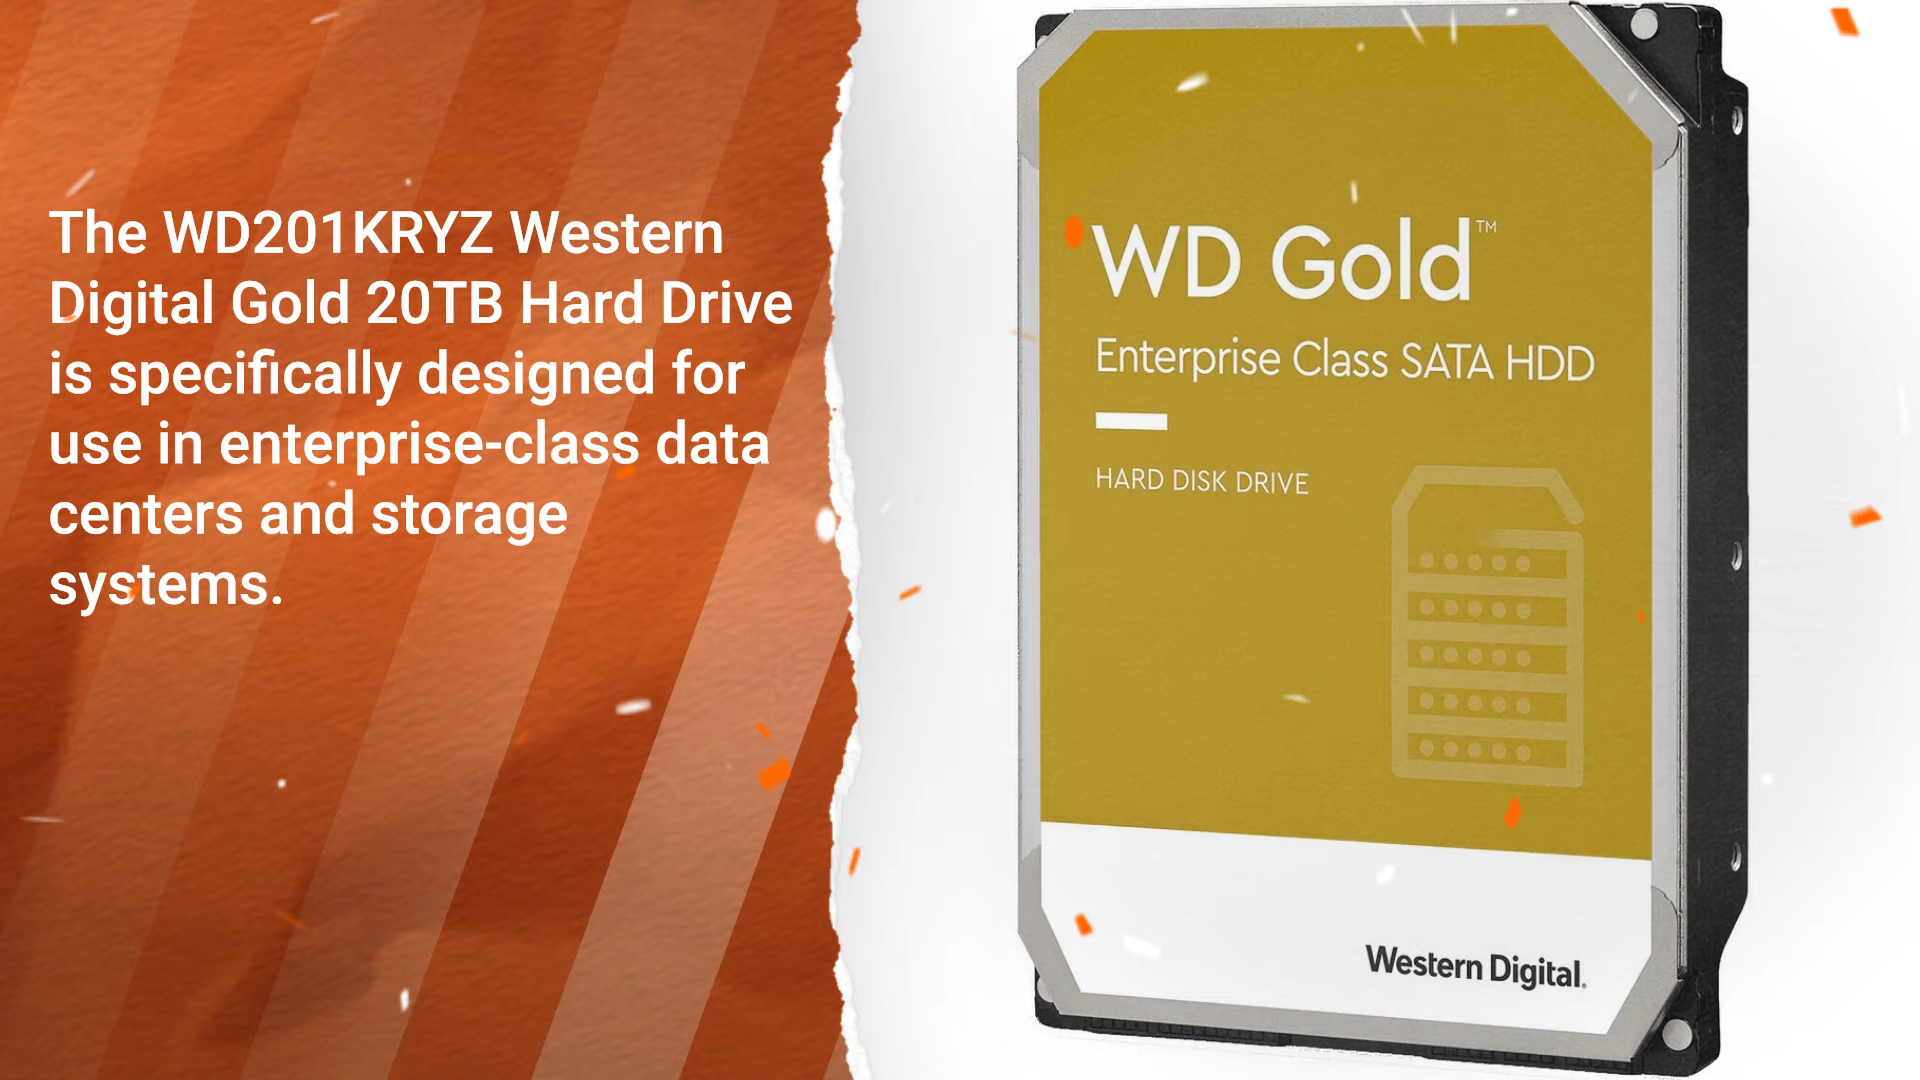 The WD201KRYZ Western
Digital Gold 20TB Hard Drive
is specifically designed for
use in enterprise-class data
centers and storage
systems.
WD Gold™
Enterprise Class SATA HDD
HARD DISK DRIVE
Western Digital.